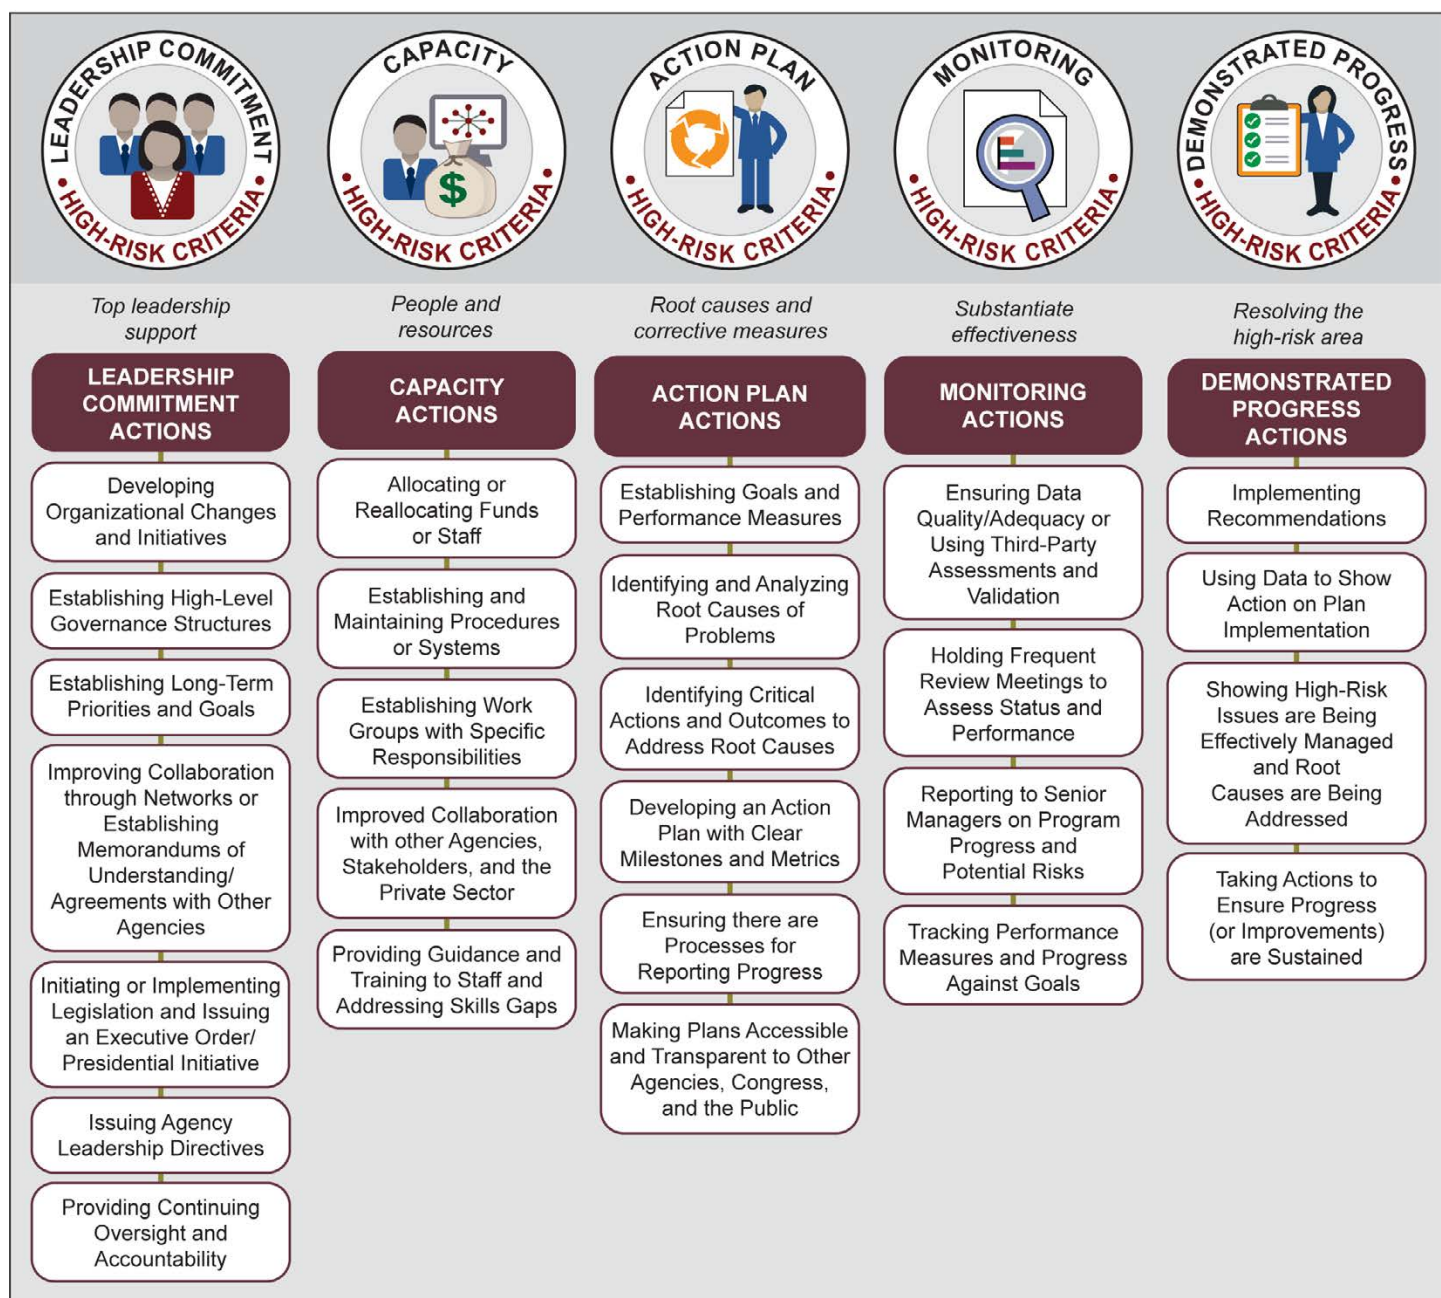 LEADERSHIP COMMITMENT
• HIGH-RISK CRITERIA •
CAPACITY
• HIGH-RISK CRITERIA •
$
ACTION PLAN
• HIGH-RISK CRITERIA •
MONITORING
• HIGH-RISK CRITERIA •
DEMONSTRATED PROGRESS
• HIGH-RISK CRITERIA •
Top leadership
support
LEADERSHIP
COMMITMENT
ACTIONS
Developing
Organizational Changes
and Initiatives
Establishing High-Level
Governance Structures
Establishing Long-Term
Priorities and Goals
Improving Collaboration
through Networks or
Establishing
Memorandums of
Understanding/
Agreements with Other
Agencies
Initiating or Implementing
Legislation and Issuing
an Executive Order/
Presidential Initiative
Issuing Agency
Leadership Directives
Providing Continuing
Oversight and
Accountability
People and
resources
CAPACITY
ACTIONS
Allocating or
Reallocating Funds
or Staff
Establishing and
Maintaining Procedures
or Systems
Establishing Work
Groups with Specific
Responsibilities
Improved Collaboration
with other Agencies,
Stakeholders, and the
Private Sector
Providing Guidance and
Training to Staff and
Addressing Skills Gaps
Root causes and
corrective measures
ACTION PLAN
ACTIONS
Establishing Goals and
Performance Measures
Identifying and Analyzing
Root Causes of
Problems
Identifying Critical
Actions and Outcomes to
Address Root Causes
Developing an Action
Plan with Clear
Milestones and Metrics
Ensuring there are
Processes for
Reporting Progress
Making Plans Accessible
and Transparent to Other
Agencies, Congress,
and the Public
Substantiate
effectiveness
MONITORING
ACTIONS
Ensuring Data
Quality/Adequacy or
Using Third-Party
Assessments and
Validation
Holding Frequent
Review Meetings to
Assess Status and
Performance
Reporting to Senior
Managers on Program
Progress and
Potential Risks
Tracking Performance
Measures and Progress
Against Goals
Resolving the
high-risk area
DEMONSTRATED
PROGRESS
ACTIONS
Implementing
Recommendations
Using Data to Show
Action on Plan
Implementation
Showing High-Risk
Issues are Being
Effectively Managed
and Root
Causes are Being
Addressed
Taking Actions to
Ensure Progress
(or Improvements)
are Sustained